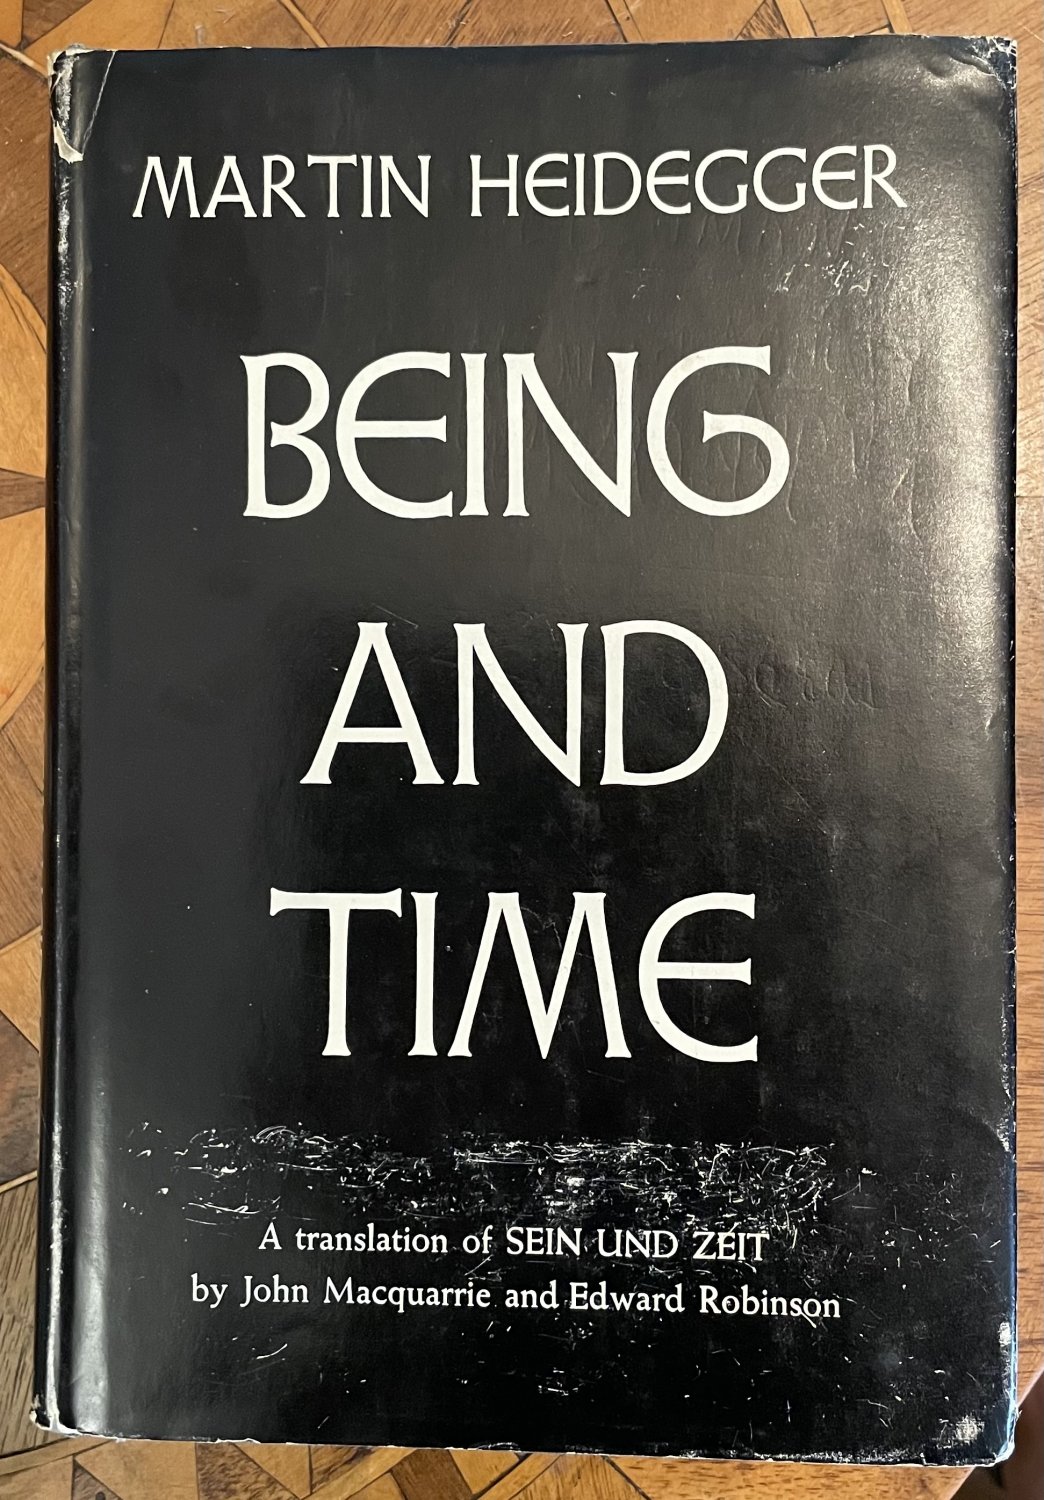 MARTIN HEIDEGGER
BEING
AND
TIME
A translation of SEIN UND ZEIT
by John Macquarrie and Edward Robinson